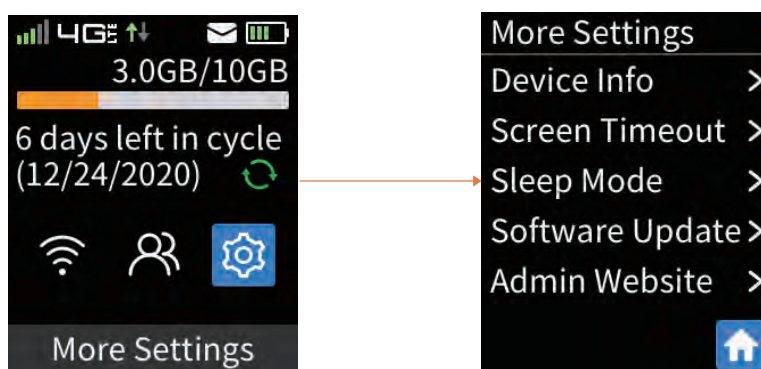 4G LTE
3.0GB/10GB
6 days left in cycle
(12/24/2020)
More Settings
More Settings
Device Info >
Screen Timeout >
Sleep Mode >
Software Update >
Admin Website >